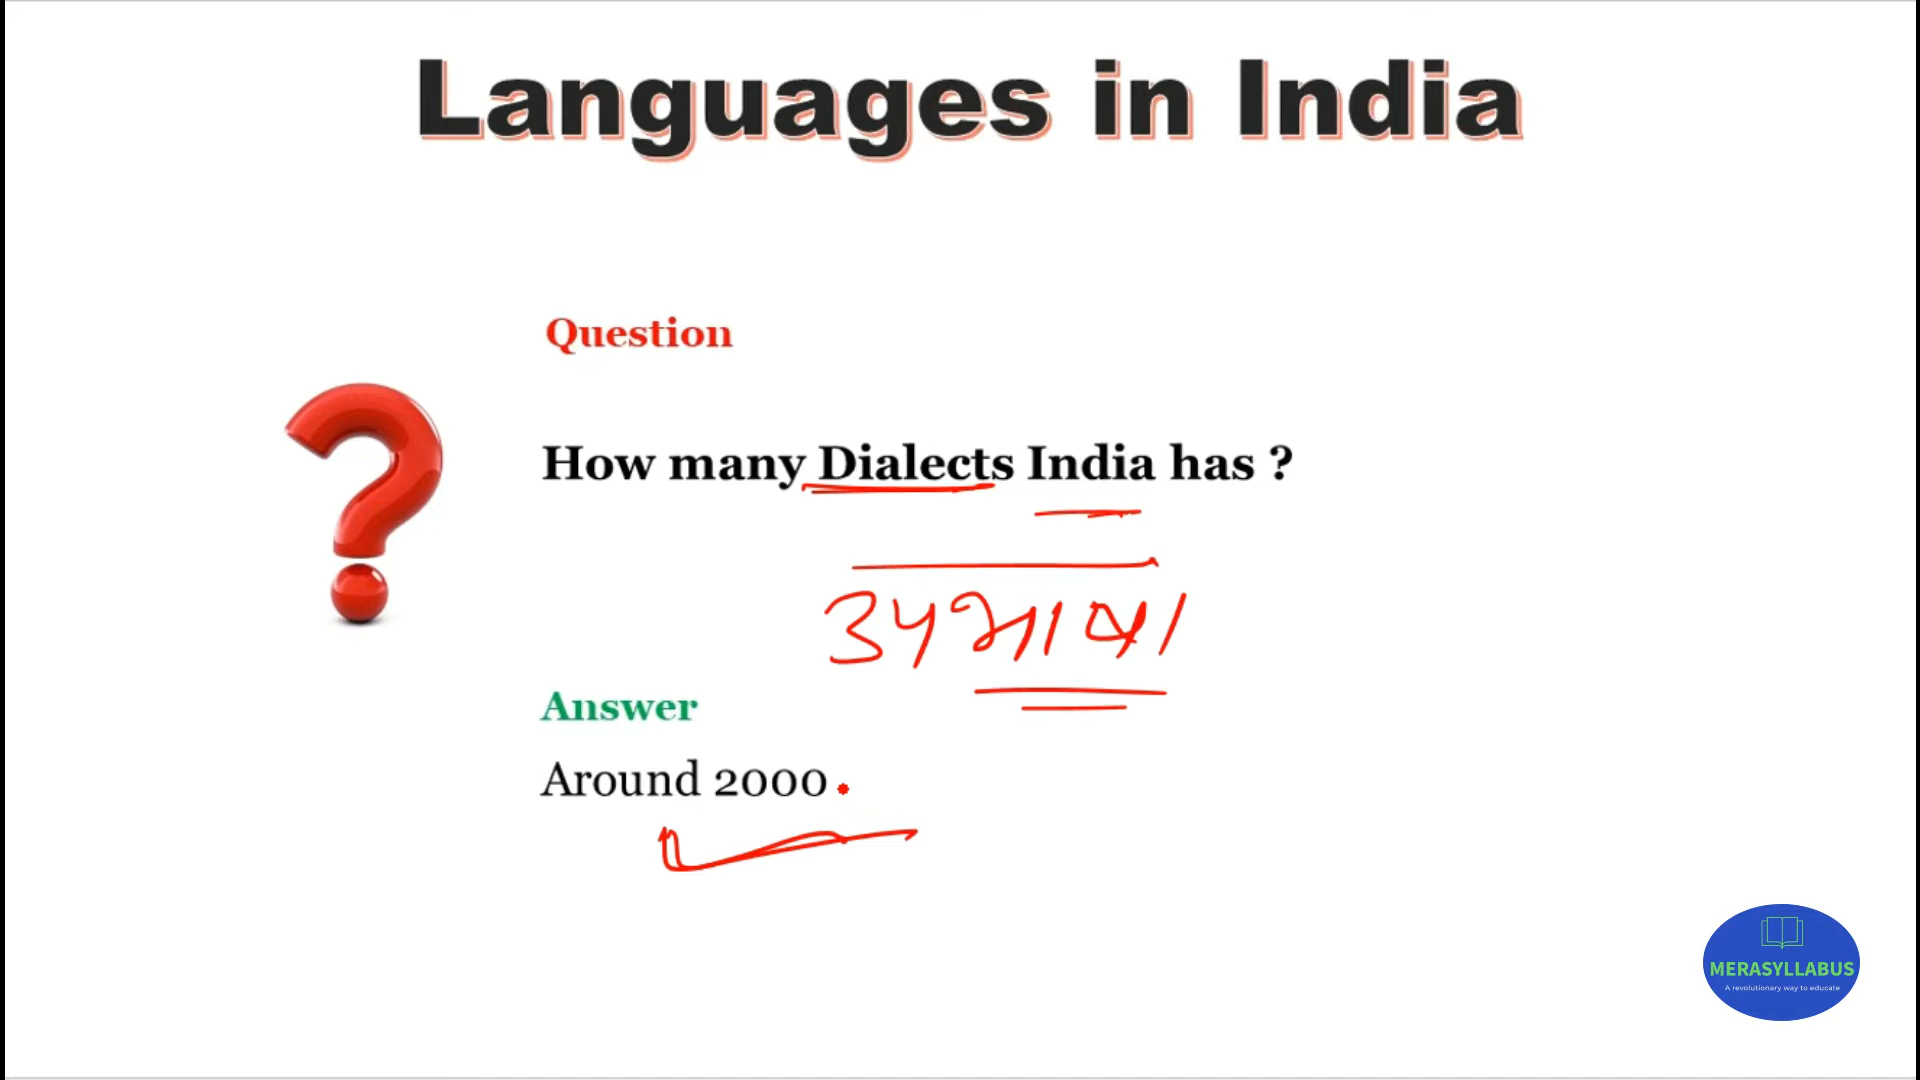 Languages in India
Question
How many Dialects India has ?
उपभाषा
Answer
Around 2000
MERASYLLABUS
A revolutionary way to educate